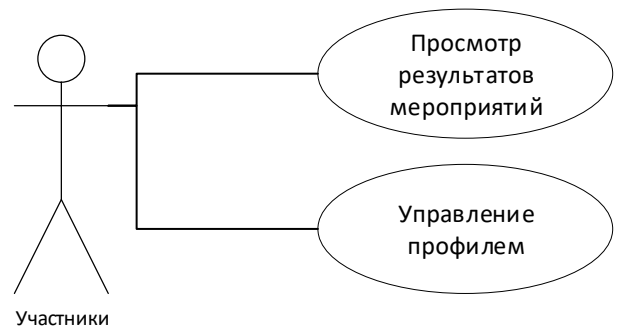 Просмотр
результатов
мероприятий
Управление
профилем
Участники